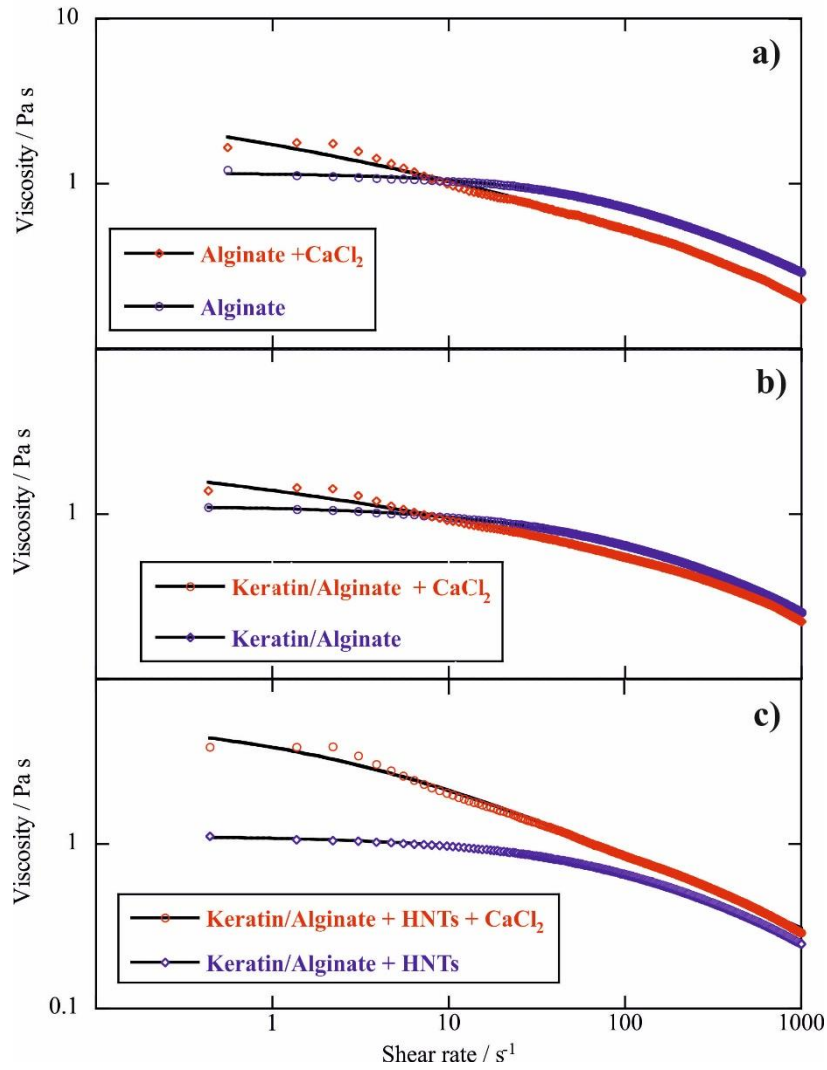 10
a)
Viscosity / Pa s
1
Alginate +CaCl₂
Alginate
b)
Viscosity / Pa s
1
Keratin/Alginate + CaCl₂
Keratin/Alginate
c)
Viscosity / Pa s
1
Keratin/Alginate + HNTs + CaCl₂
Keratin/Alginate + HNTs
0.1
1 10 100 1000
Shear rate / s⁻¹